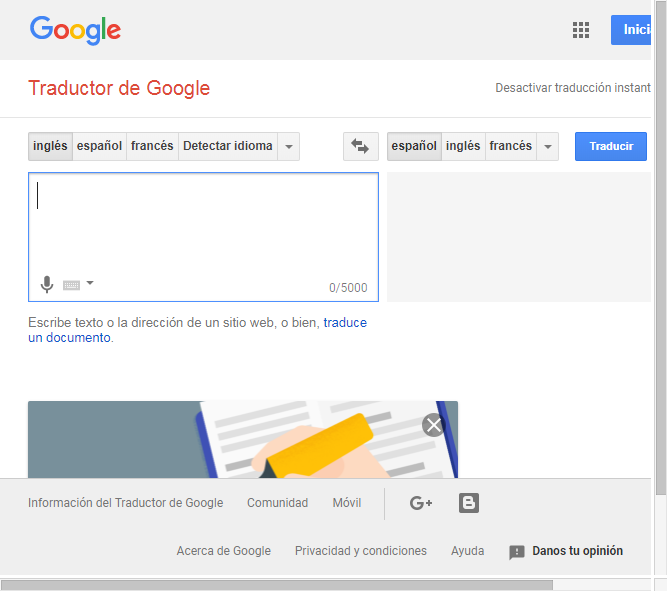 Google
Inici
Traductor de Google
Desactivar traducción instant
inglés español francés Detectar idioma
español inglés francés
Traducir
0/5000
Escribe texto o la dirección de un sitio web, o bien, traduce
un documento.
Información del Traductor de Google Comunidad Móvil G+
Acerca de Google Privacidad y condiciones Ayuda Danos tu opinión